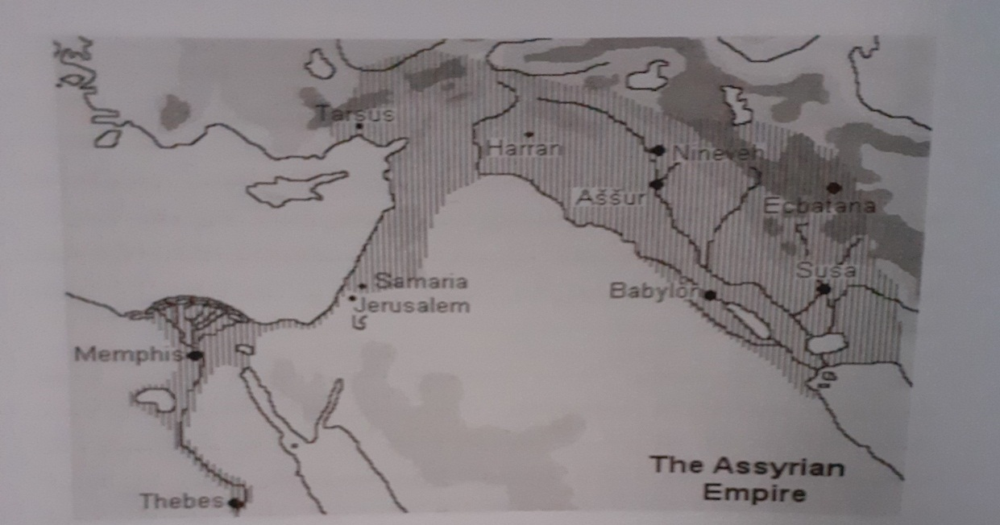 Tarsus
Harran
Nineveh
Aššur
Ecbatana
Samaria
Susa
Babylon
Jerusalem
Memphis
The Assyrian
Empire
Thebes